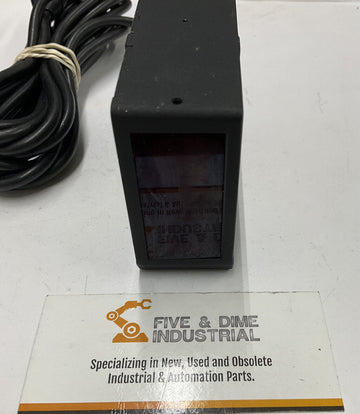 FIVE & DIME
INDUSTRIAL
Specializing in New, Used and Obsolete
Industrial & Automation Parts.